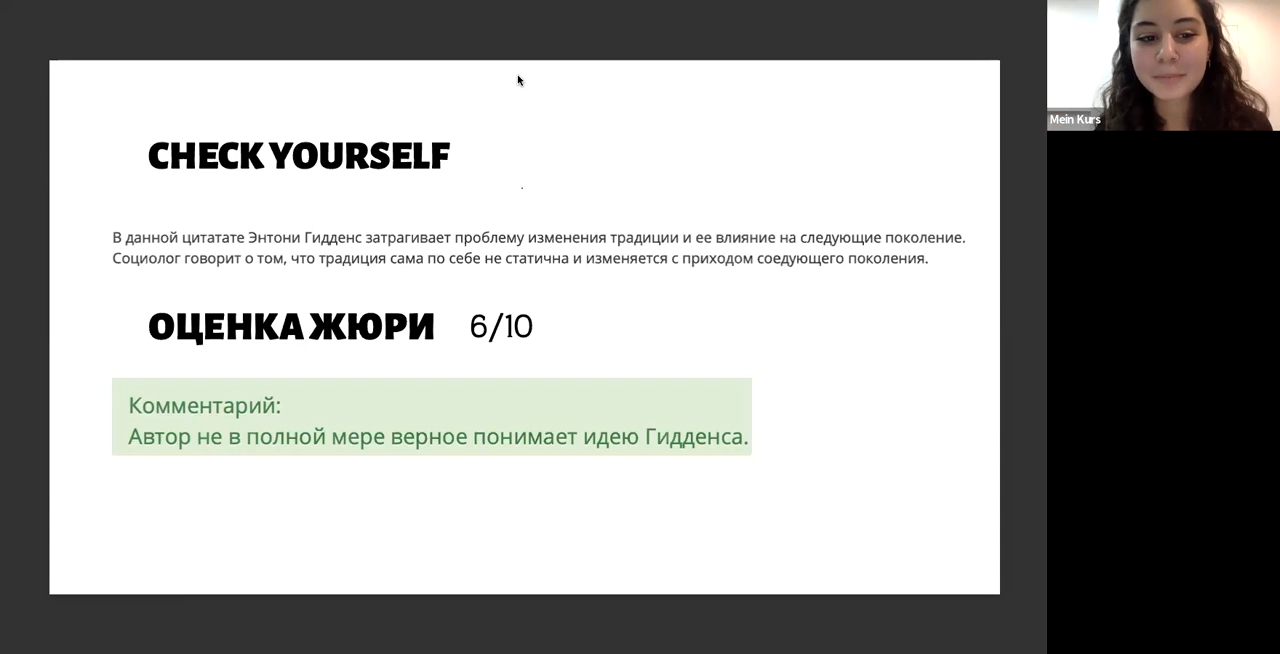 CHECK YOURSELF
В данной цитатате Энтони Гидденс затрагивает проблему изменения традиции и ее влияние на следующие поколение.
Социолог говорит о том, что традиция сама по себе не статична и изменяется с приходом соедующего поколения.
ОЦЕНКА ЖЮРИ 6/10
Комментарий:
Автор не в полной мере верное понимает идею Гидденса.
Mein Kurs